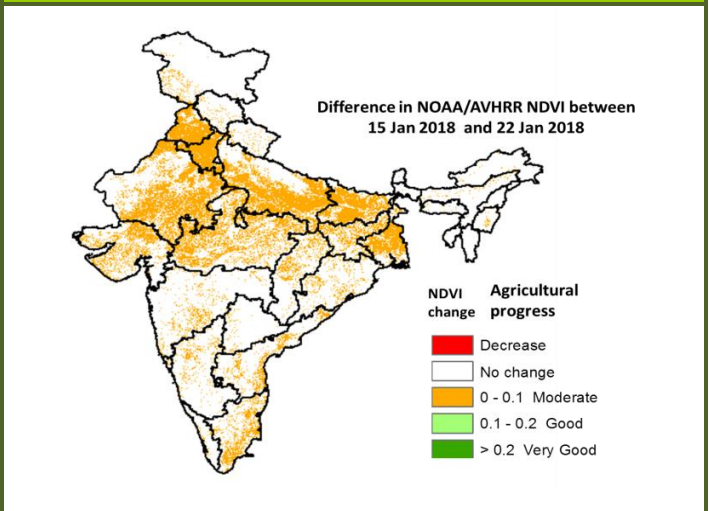 Difference in NOAA/AVHRR NDVI between
15 Jan 2018 and 22 Jan 2018
NDVI change
Agricultural progress
Decrease
No change
0 - 0.1 Moderate
0.1 - 0.2 Good
> 0.2 Very Good